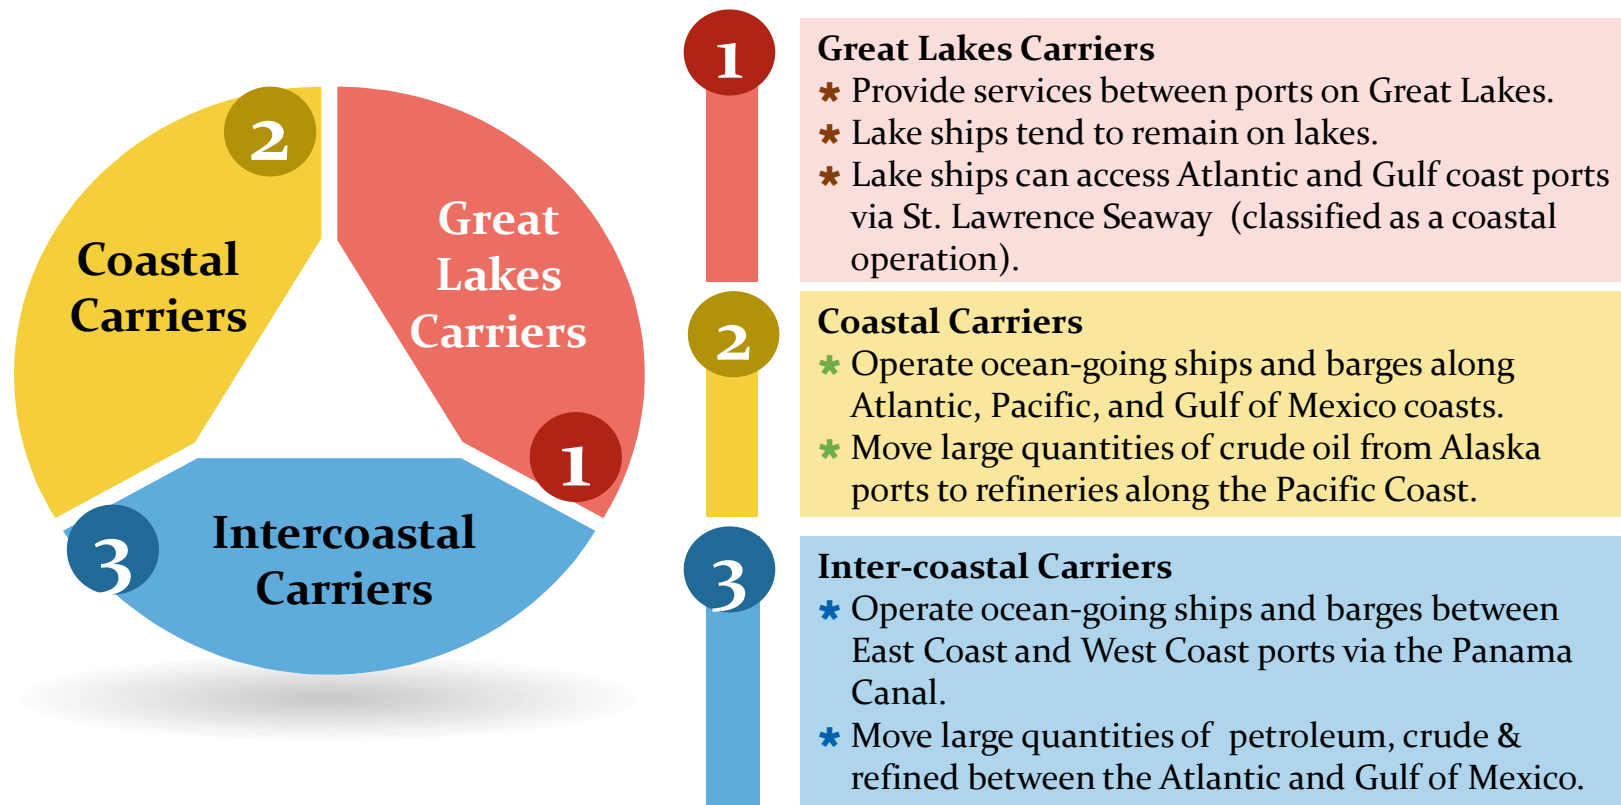 2
Coastal
Carriers
Great
Lakes
Carriers
1
3
Intercoastal
Carriers
1
Great Lakes Carriers
* Provide services between ports on Great Lakes.
* Lake ships tend to remain on lakes.
* Lake ships can access Atlantic and Gulf coast ports
via St. Lawrence Seaway (classified as a coastal
operation).
2
Coastal Carriers
* Operate ocean-going ships and barges along
Atlantic, Pacific, and Gulf of Mexico coasts.
* Move large quantities of crude oil from Alaska
ports to refineries along the Pacific Coast.
3
Inter-coastal Carriers
* Operate ocean-going ships and barges between
East Coast and West Coast ports via the Panama
Canal.
* Move large quantities of petroleum, crude &
refined between the Atlantic and Gulf of Mexico.